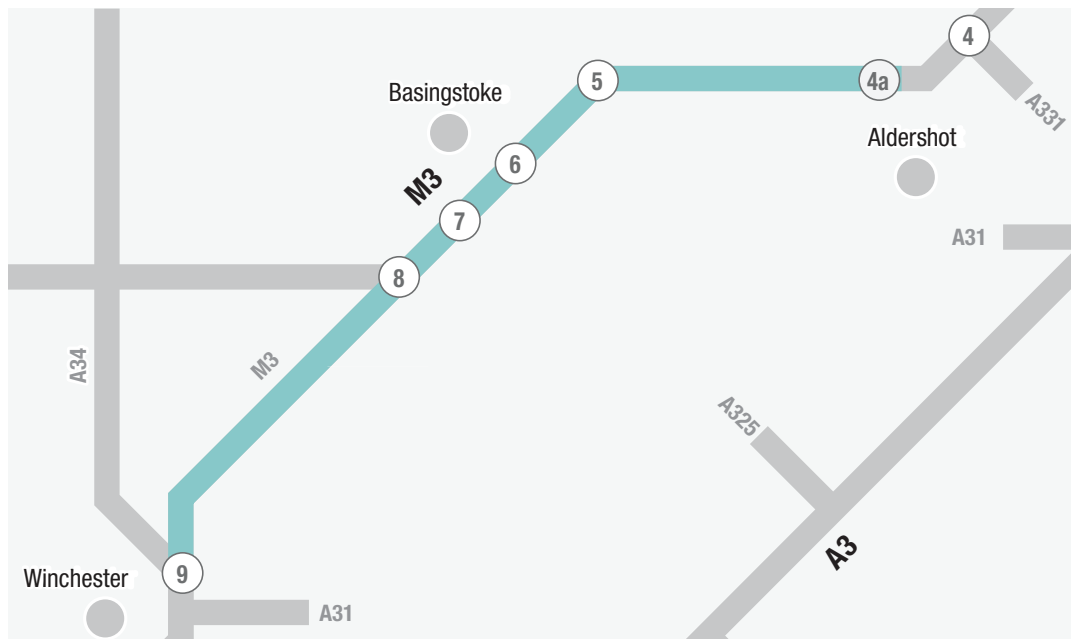 4
5
4a
Basingstoke
A331
Aldershot
6
M3
7
A31
8
A34
M3
A325
A3
9
Winchester
A31